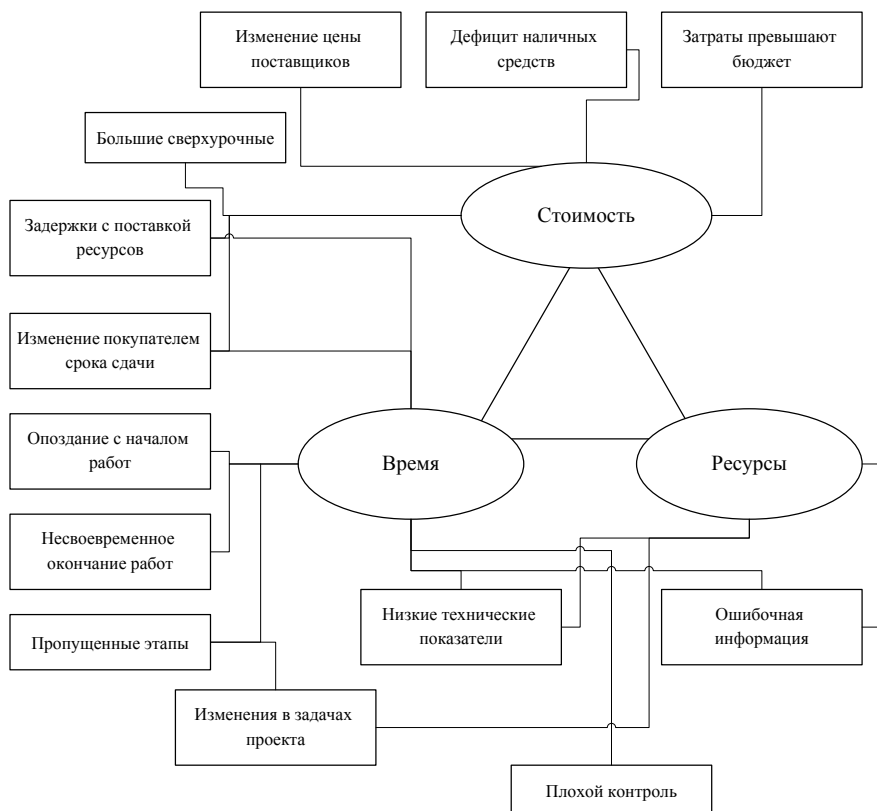 Изменение цены
поставщиков
Дефицит наличных
средств
Затраты превышают
бюджет
Большие сверхурочные
Стоимость
Задержки с поставкой
ресурсов
Изменение покупателем
срока сдачи
Опоздание с началом
работ
Время
Ресурсы
Несвоевременное
окончание работ
Пропущенные этапы
Низкие технические
показатели
Ошибочная
информация
Изменения в задачах
проекта
Плохой контроль